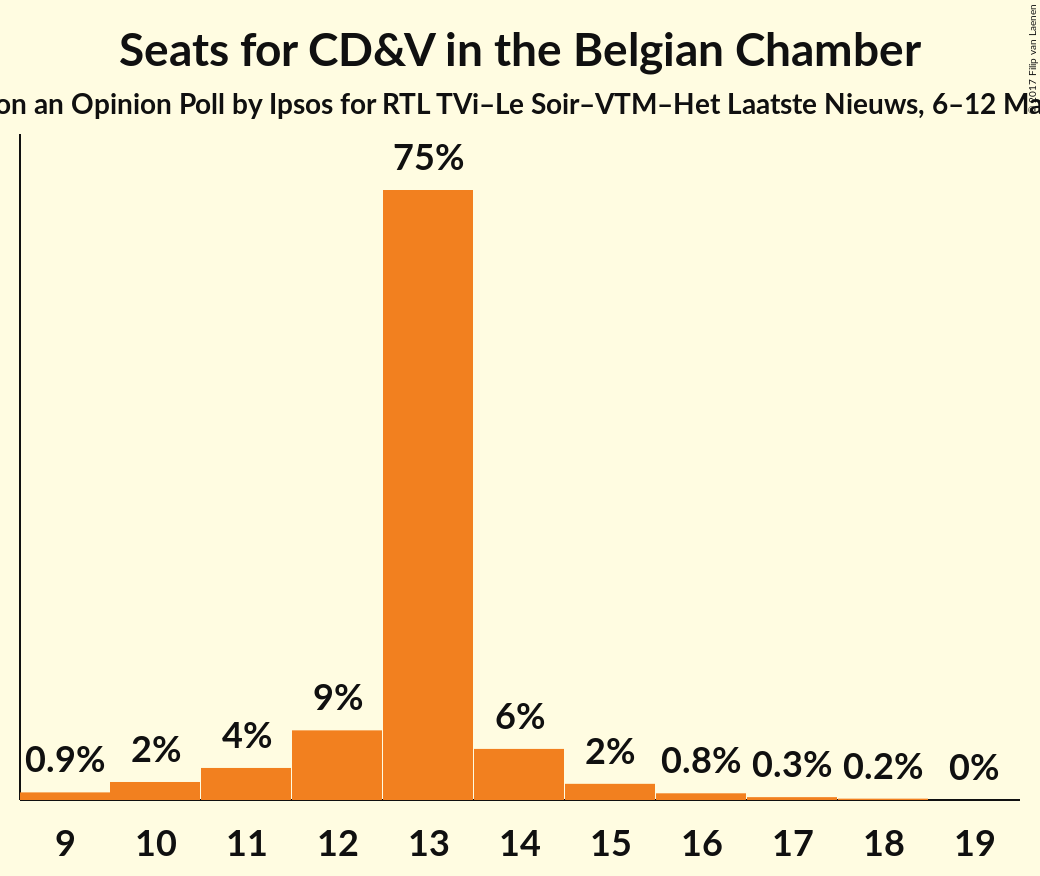 Seats for CD&V in the Belgian Chamber
on an Opinion Poll by Ipsos for RTL TVi–Le Soir–VTM–Het Laatste Nieuws, 6–12 Ma
© 2017 Filip van Laenen
75%
9%
6%
4%
2%
2%
0.9%
0.8%
0.3%
0.2%
0%
9 10 11 12 13 14 15 16 17 18 19